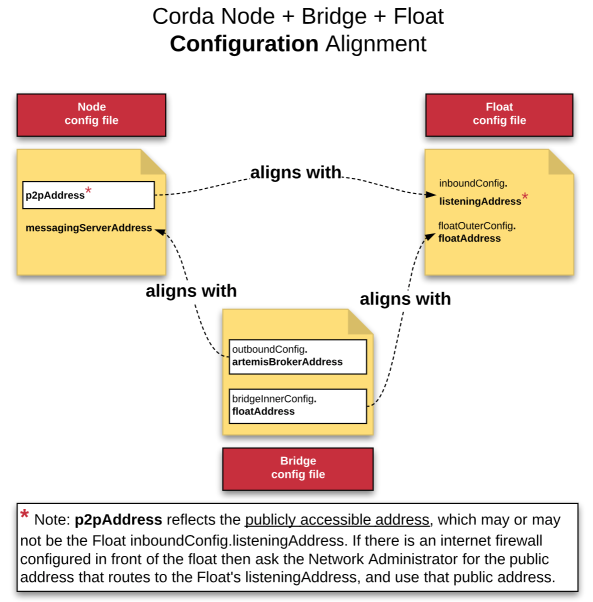 Corda Node + Bridge + Float
Configuration Alignment
Node
config file
Float
config file
p2pAddress*
messagingServerAddress
aligns with
inboundConfig.
listeningAddress*
floatOuterConfig.
floatAddress
aligns with
aligns with
outboundConfig.
artemisBrokerAddress
bridgeInnerConfig.
floatAddress
Bridge
config file
* Note: p2pAddress reflects the publicly accessible address, which may or may
not be the Float inboundConfig.listeningAddress. If there is an internet firewall
configured in front of the float then ask the Network Administrator for the public
address that routes to the Float's listeningAddress, and use that public address.